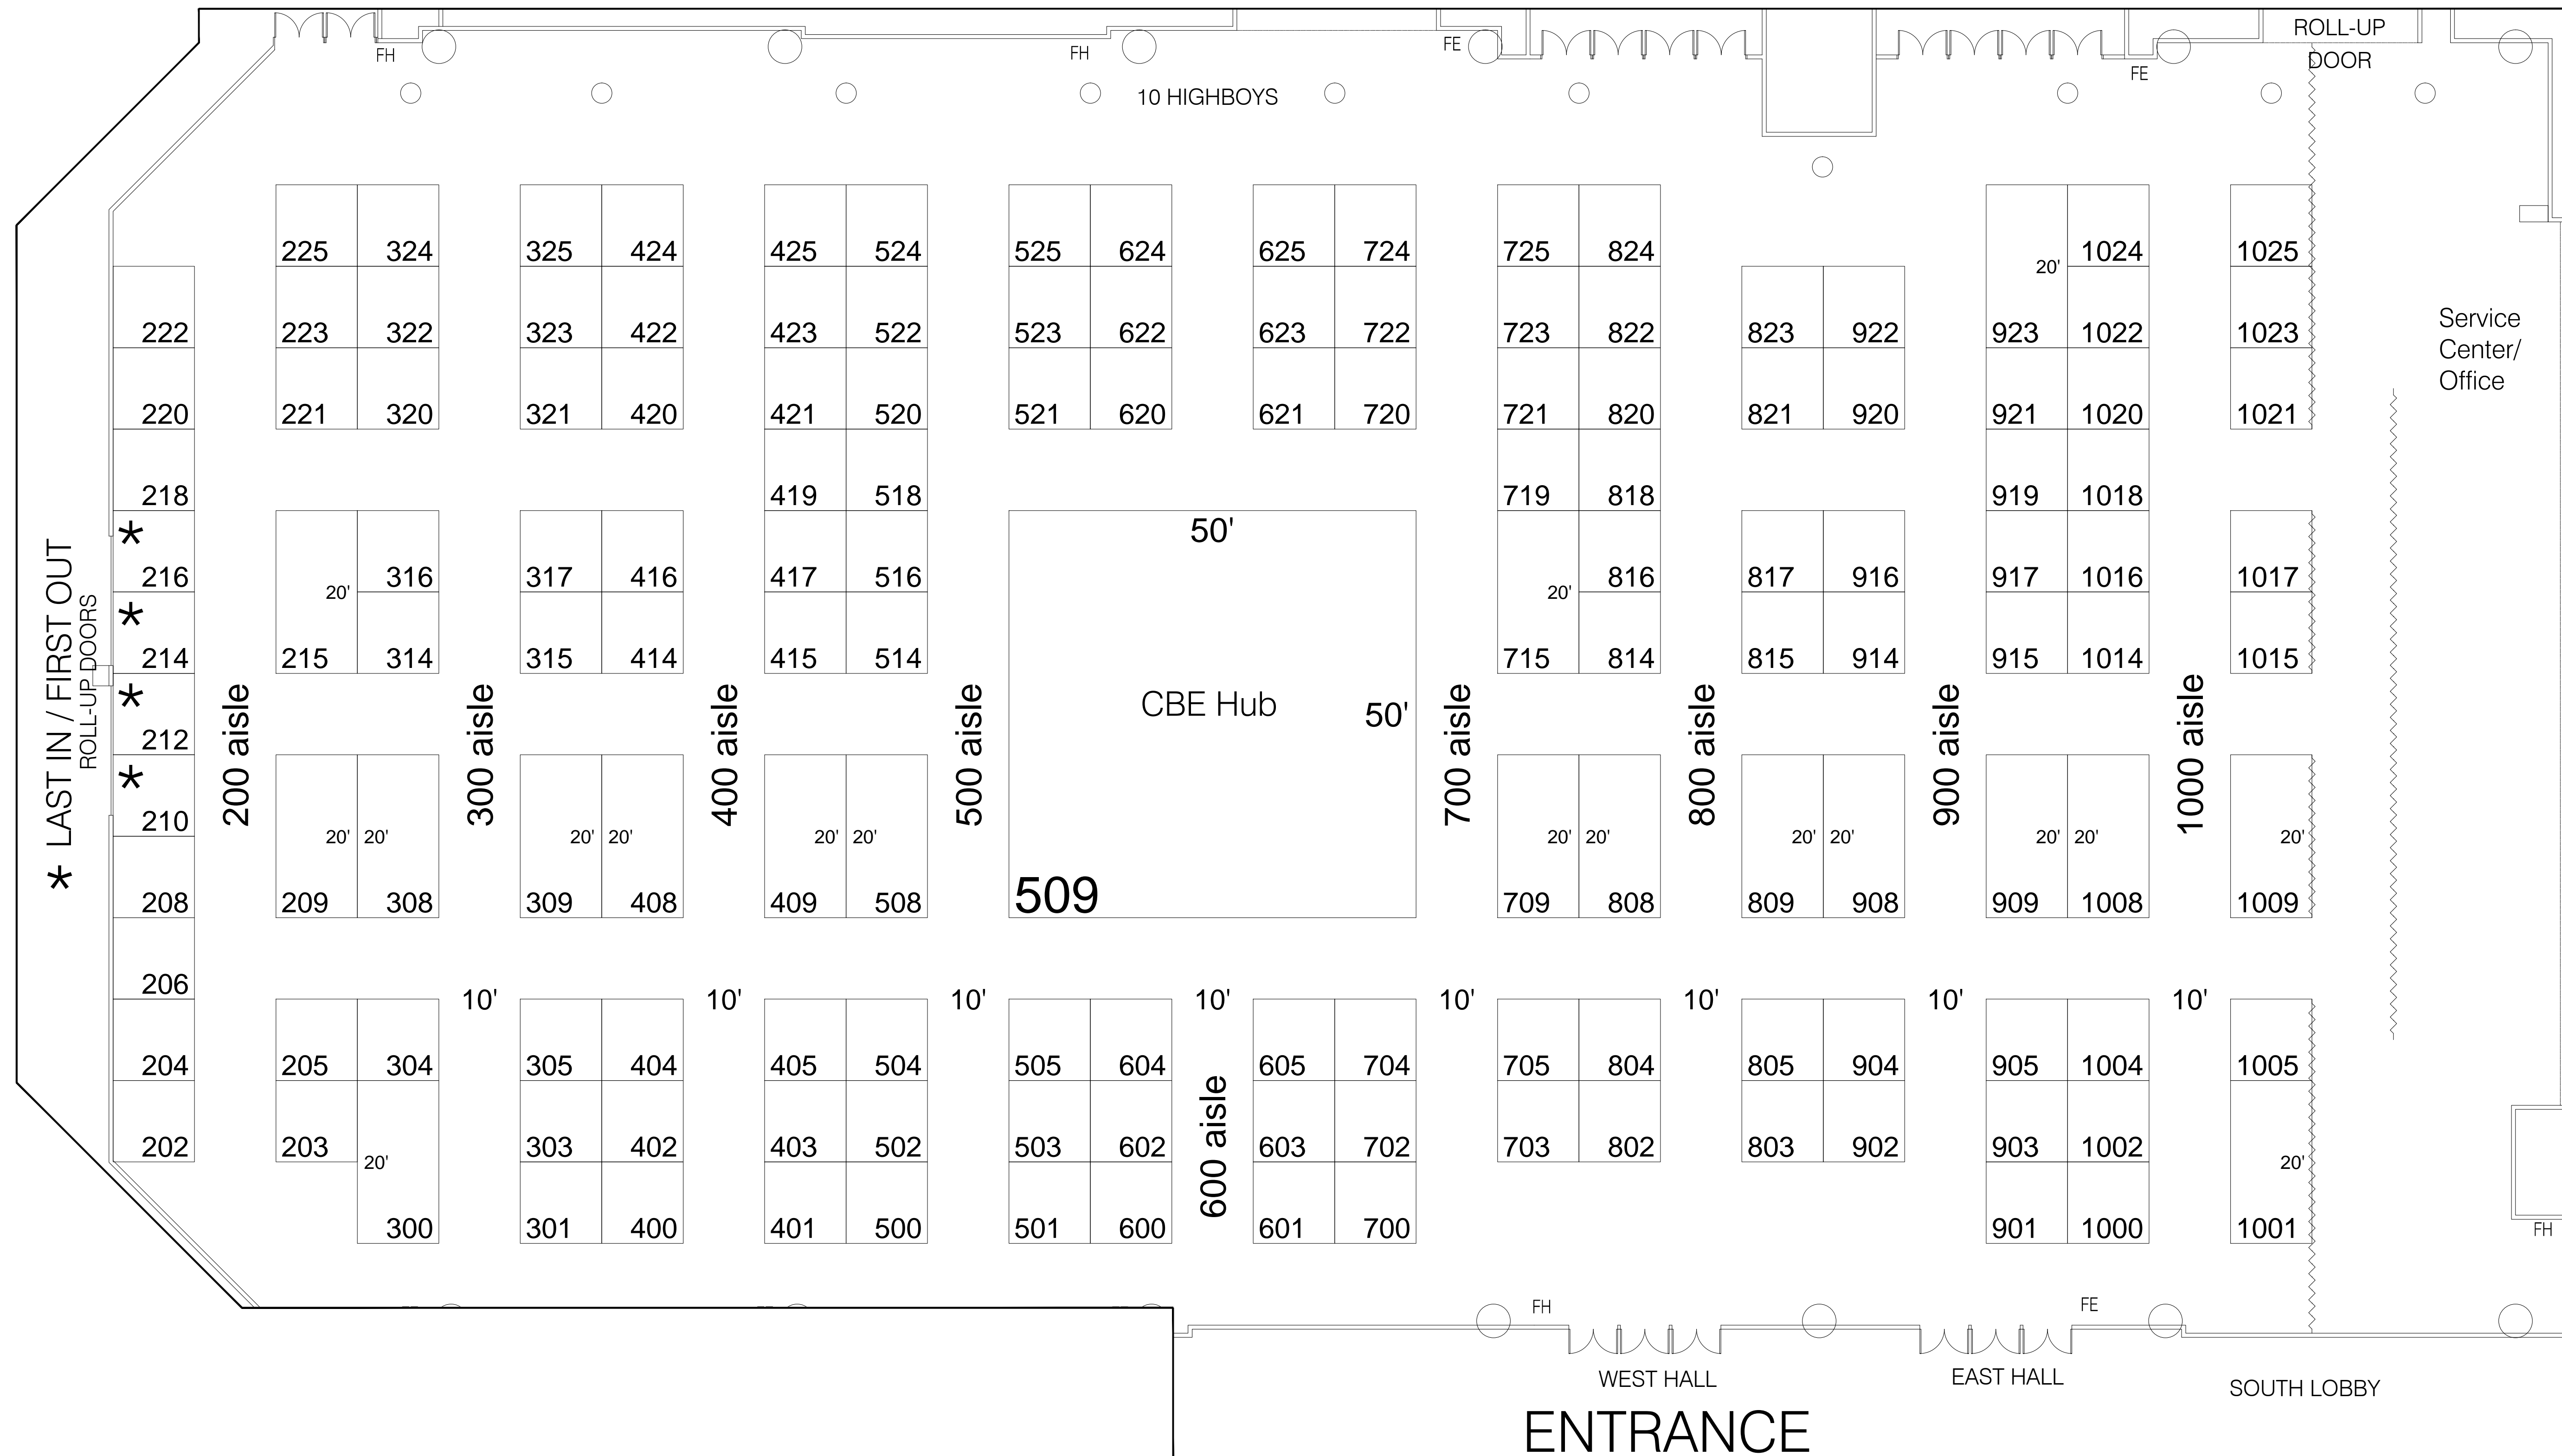 ROLL-UP
DOOR
FH
FH
FE
FE
10 HIGHBOYS
225 324 325 424 425 524 525 624 625 724 725 824 1024 1025
20'
222 223 322 323 422 423 522 523 622 623 722 723 822 823 922 923 1022 1023
Service
Center/
Office
220 221 320 321 420 421 520 521 620 621 720 721 820 821 920 921 1020 1021
218 419 518 719 818 919 1018
* 50'
216 316 317 416 417 516 816 817 916 917 1016 1017
20' 20'
*
214 215 314 315 414 415 514 715 814 815 914 915 1014 1015
* LAST IN / FIRST OUT
ROLL-UP DOORS
*
CBE Hub 50'
212
200 aisle
300 aisle
400 aisle
500 aisle
700 aisle
800 aisle
900 aisle
1000 aisle
*
210
20' 20' 20' 20' 20' 20' 20' 20' 20' 20' 20' 20' 20'
208 209 308 309 408 409 508 509 709 808 809 908 909 1008 1009
206
10' 10' 10' 10' 10' 10' 10' 10'
204 205 304 305 404 405 504 505 604 605 704 705 804 805 904 905 1004 1005
600 aisle
202 203 303 402 403 502 503 602 603 702 703 802 803 902 903 1002
20' 20'
300 301 400 401 500 501 600 601 700 901 1000 1001
FH
FH
FE
WEST HALL
EAST HALL
SOUTH LOBBY
ENTRANCE